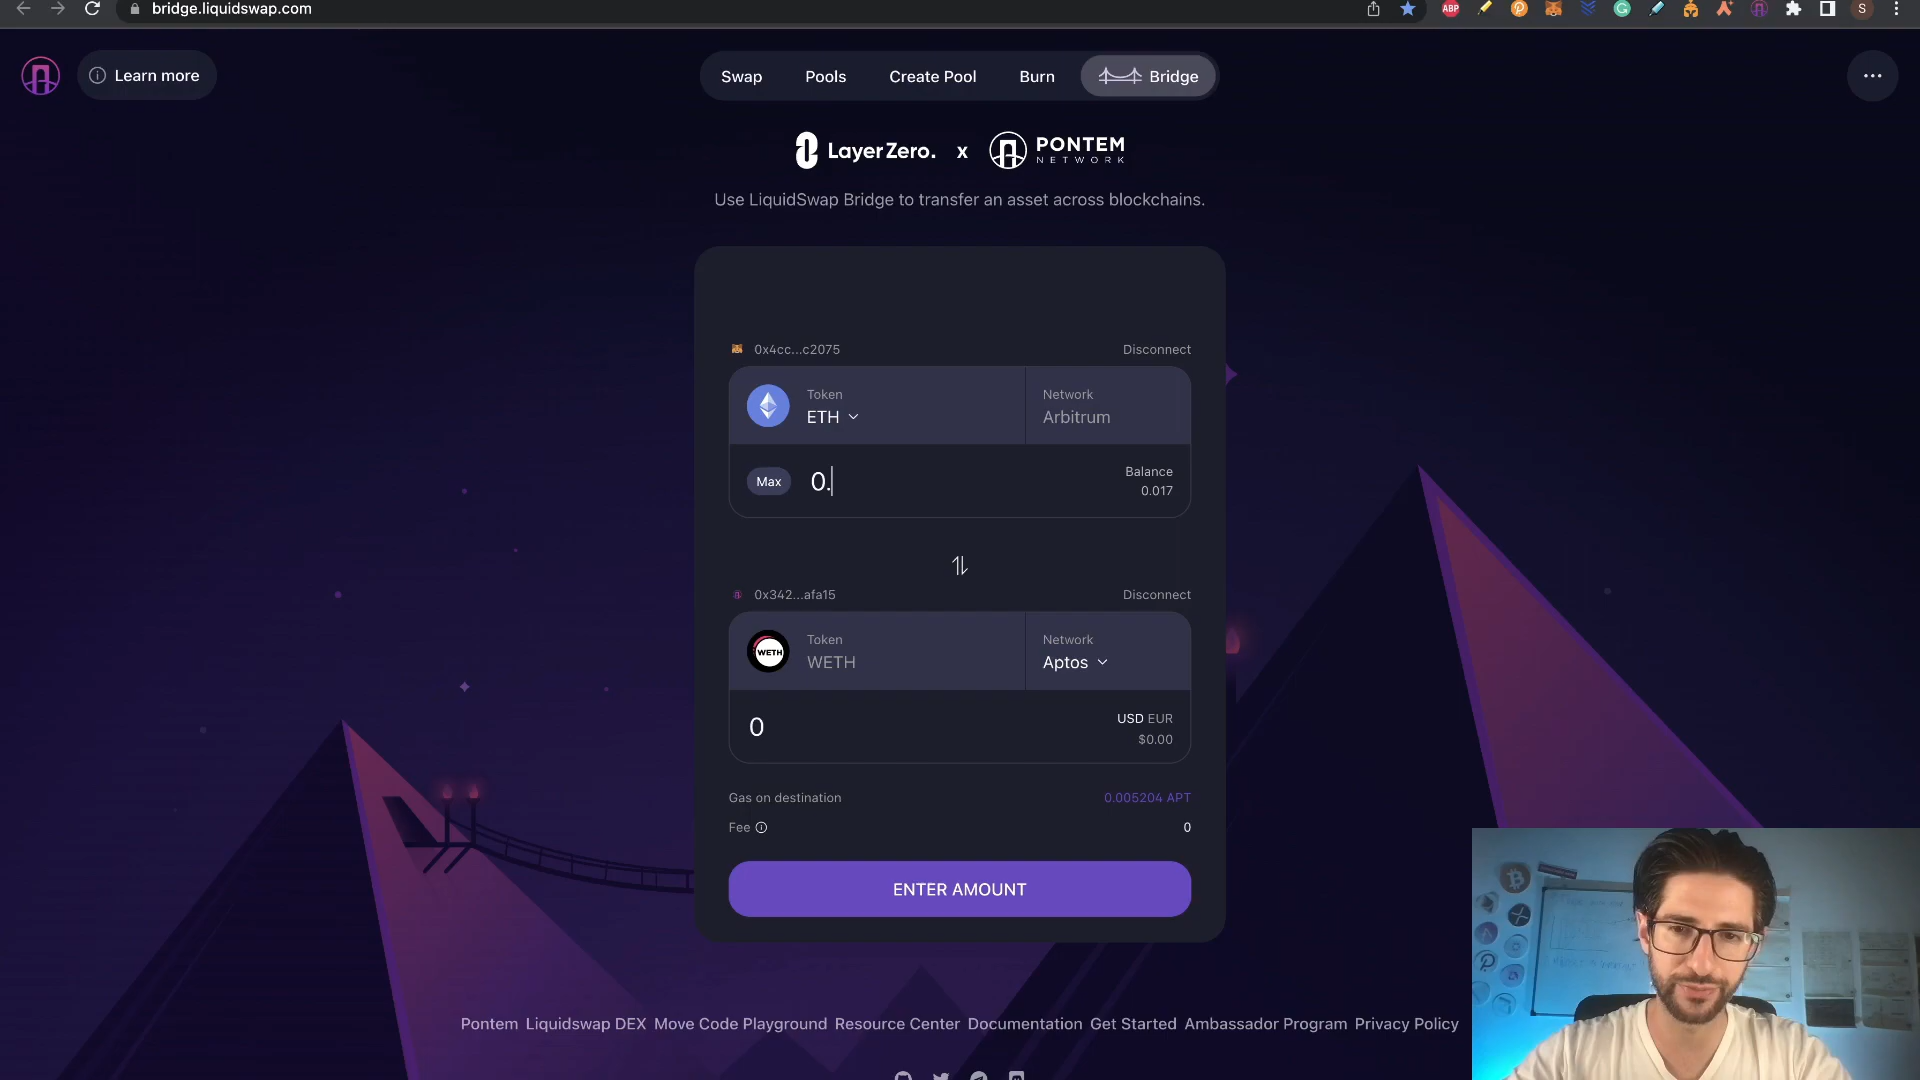 bridge.liquidswap.com
ABP
S
Learn more
Swap
Pools
Create Pool
Burn
Bridge
LayerZero. x PONTEM NETWORK
Use LiquidSwap Bridge to transfer an asset across blockchains.
0x4cc...c2075
Disconnect
Token
ETH
Network
Arbitrum
Max
0.
Balance
0.017
0x342...afa15
Disconnect
WETH
Token
WETH
Network
Aptos
0
USD EUR
$0.00
Gas on destination
0.005204 APT
Fee
0
ENTER AMOUNT
Pontem Liquidswap DEX Move Code Playground Resource Center Documentation Get Started Ambassador Program Privacy Policy